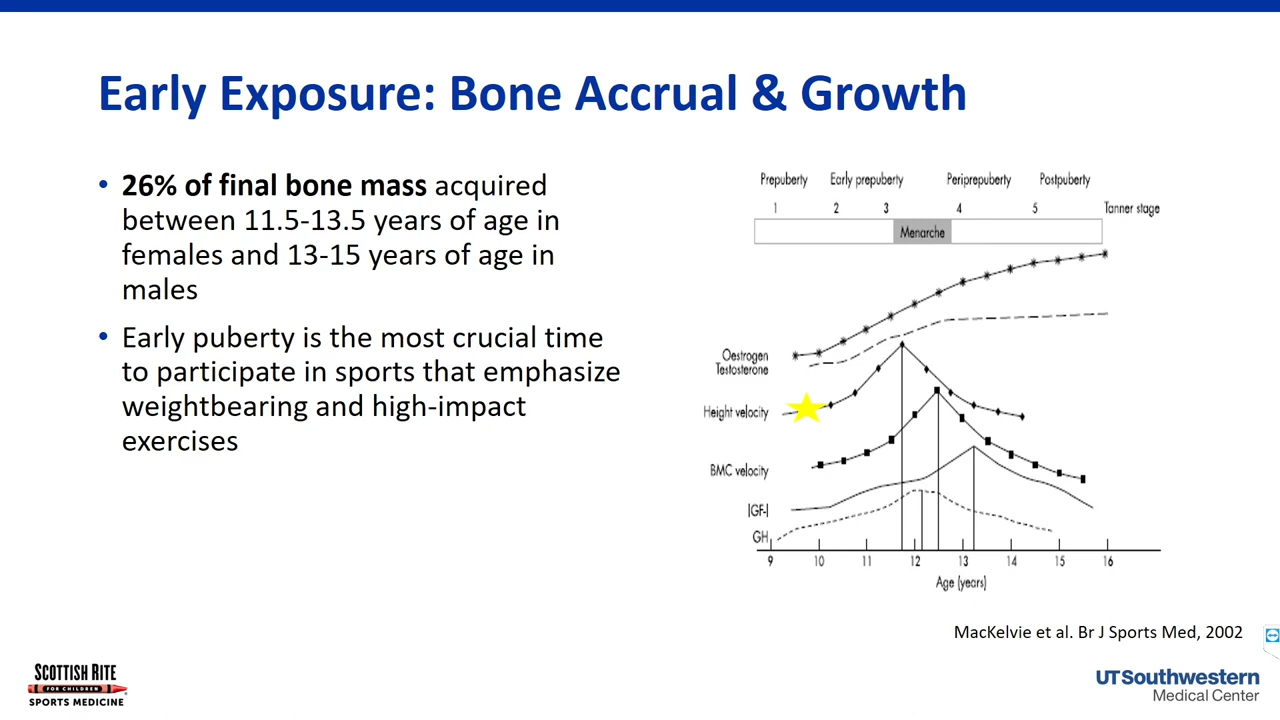 Early Exposure: Bone Accrual & Growth
• 26% of final bone mass acquired
between 11.5-13.5 years of age in
females and 13-15 years of age in
males
• Early puberty is the most crucial time
to participate in sports that emphasize
weightbearing and high-impact
exercises
Prepuberty Early prepuberty Periprepuberty Postpuberty
1 2 3 4 5 Tanner stage
Menarche
Oestrogen
Testosterone
Height velocity
BMC velocity
IGF-I
GH
9 10 11 12 13 14 15 16
Age (years)
MacKelvie et al. Br J Sports Med, 2002
SCOTTISH RITE
FOR CHILDREN
SPORTS MEDICINE
UTSouthwestern
Medical Center